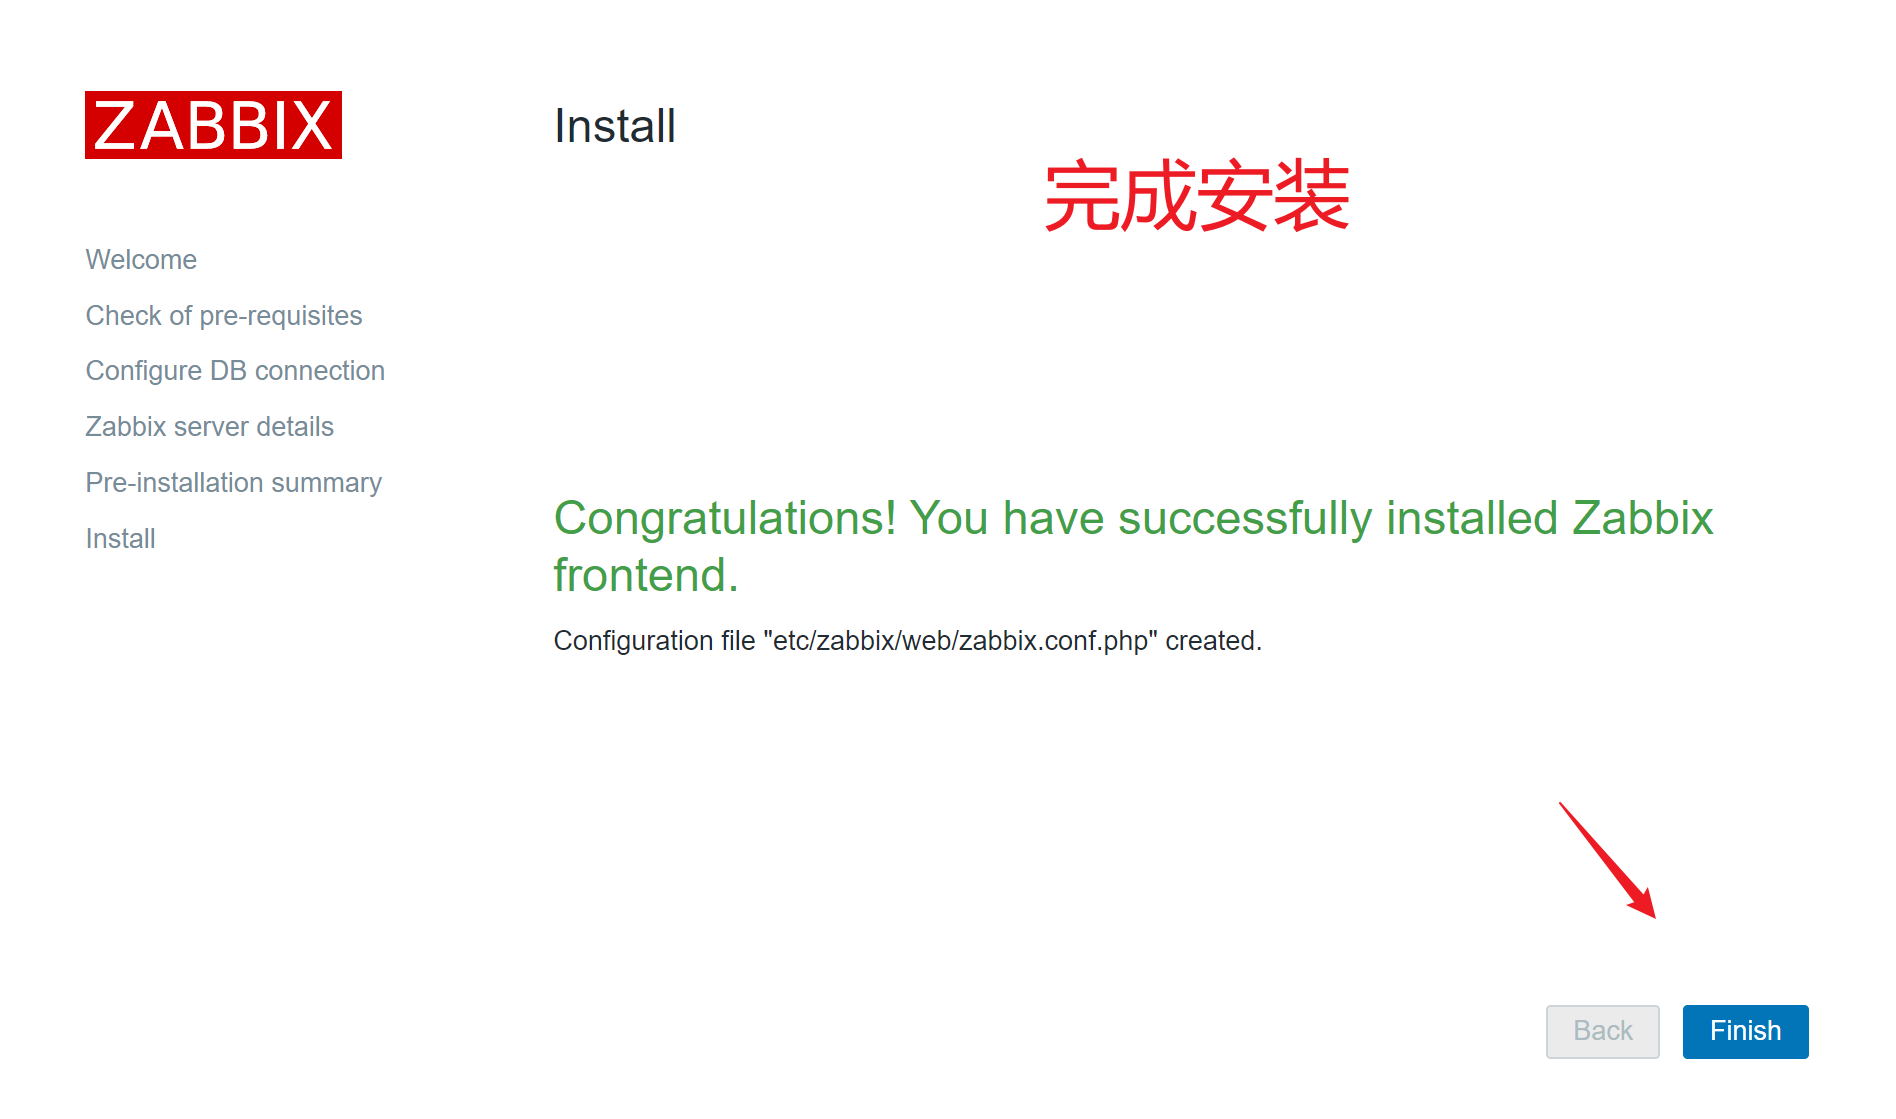 ZABBIX
Install
完成安装
Welcome
Check of pre-requisites
Configure DB connection
Zabbix server details
Pre-installation summary
Install
Congratulations! You have successfully installed Zabbix
frontend.
Configuration file "etc/zabbix/web/zabbix.conf.php" created.
Back
Finish